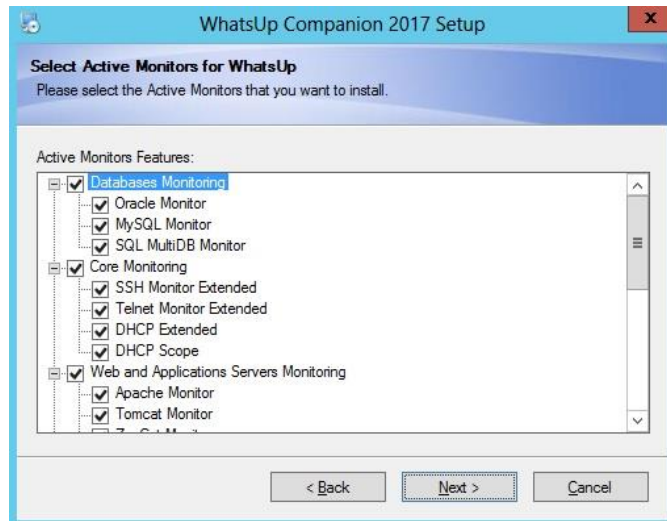 WhatsUp Companion 2017 Setup
x
Select Active Monitors for WhatsUp
Please select the Active Monitors that you want to install.
Active Monitors Features:
Databases Monitoring
Oracle Monitor
MySQL Monitor
SQL MultiDB Monitor
Core Monitoring
SSH Monitor Extended
Telnet Monitor Extended
DHCP Extended
DHCP Scope
Web and Applications Servers Monitoring
Apache Monitor
Tomcat Monitor
< Back Next > Cancel